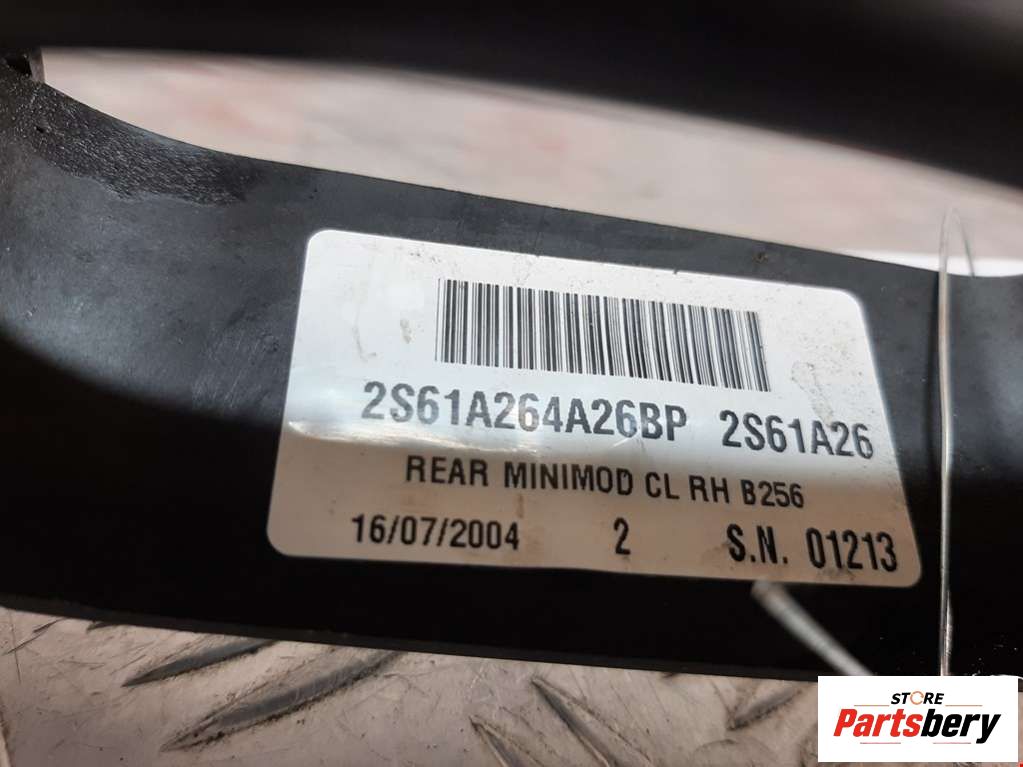 2S61A264A26BP 2S61A26
REAR MINIMOD CL RH B256
16/07/2004 2 S.N. 01213
STORE
Partsbery